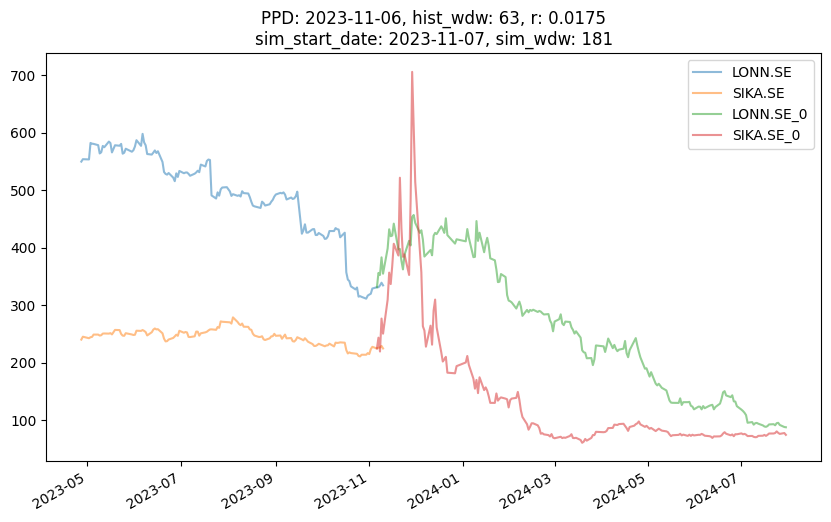 PPD: 2023-11-06, hist_wdw: 63, r: 0.0175
sim_start_date: 2023-11-07, sim_wdw: 181
LONN.SE
SIKA.SE
LONN.SE_0
SIKA.SE_0
700
600
500
400
300
200
100
2023-05
2023-07
2023-09
2023-11
2024-01
2024-03
2024-05
2024-07